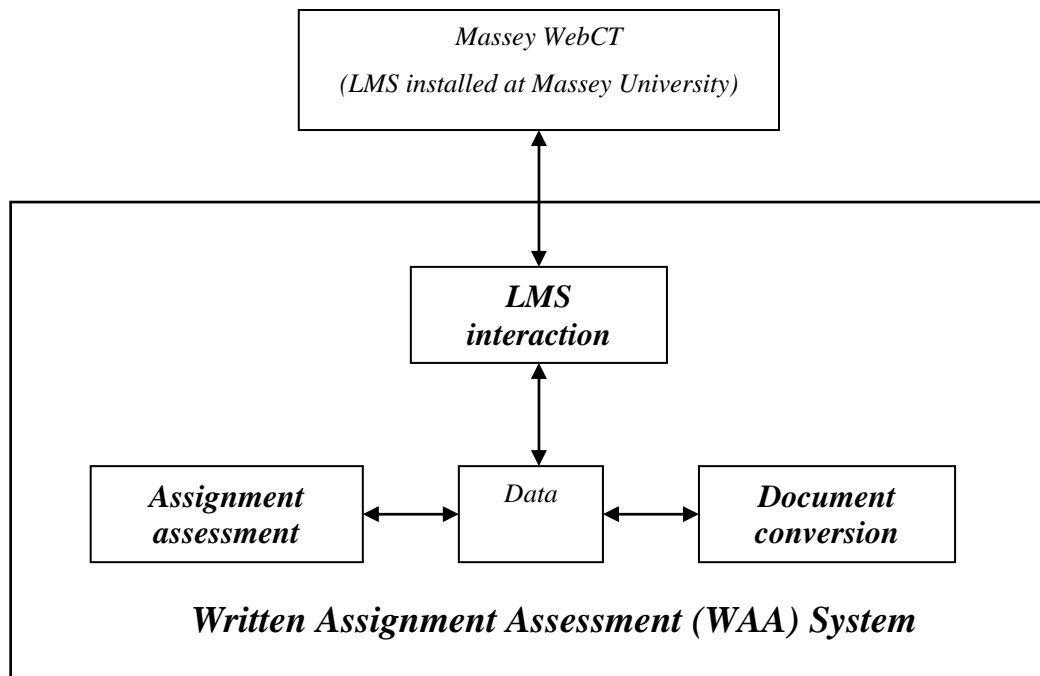 Massey WebCT
(LMS installed at Massey University)
LMS
interaction
Assignment
assessment
Data
Document
conversion
Written Assignment Assessment (WAA) System